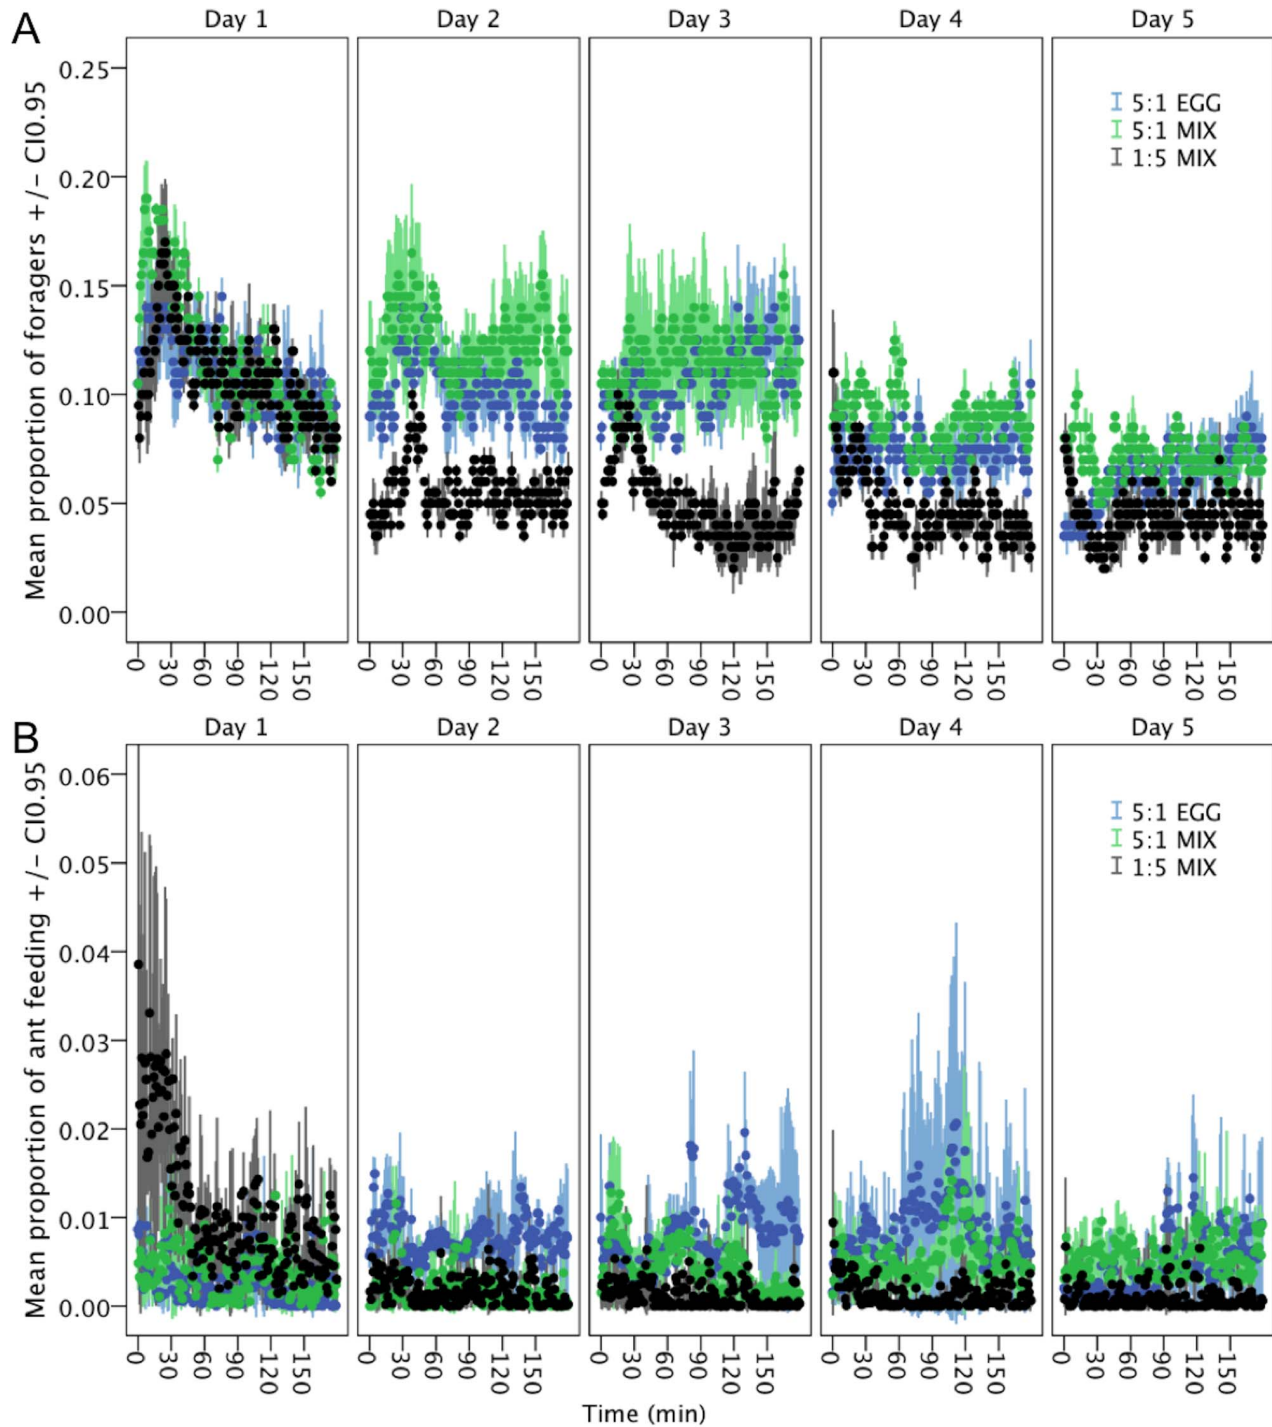 A
Day 1 Day 2 Day 3 Day 4 Day 5
Mean proportion of foragers +/- CI0.95
0.25
0.20
0.15
0.10
0.05
0.00
5:1 EGG
5:1 MIX
1:5 MIX
0 30 60 90 120 150 0 30 60 90 120 150 0 30 60 90 120 150 0 30 60 90 120 150 0 30 60 90 120 150
B
Day 1 Day 2 Day 3 Day 4 Day 5
Mean proportion of ant feeding +/- CI0.95
0.06
0.05
0.04
0.03
0.02
0.01
0.00
5:1 EGG
5:1 MIX
1:5 MIX
0 30 60 90 120 150 0 30 60 90 120 150 0 30 60 90 120 150 0 30 60 90 120 150 0 30 60 90 120 150
Time (min)